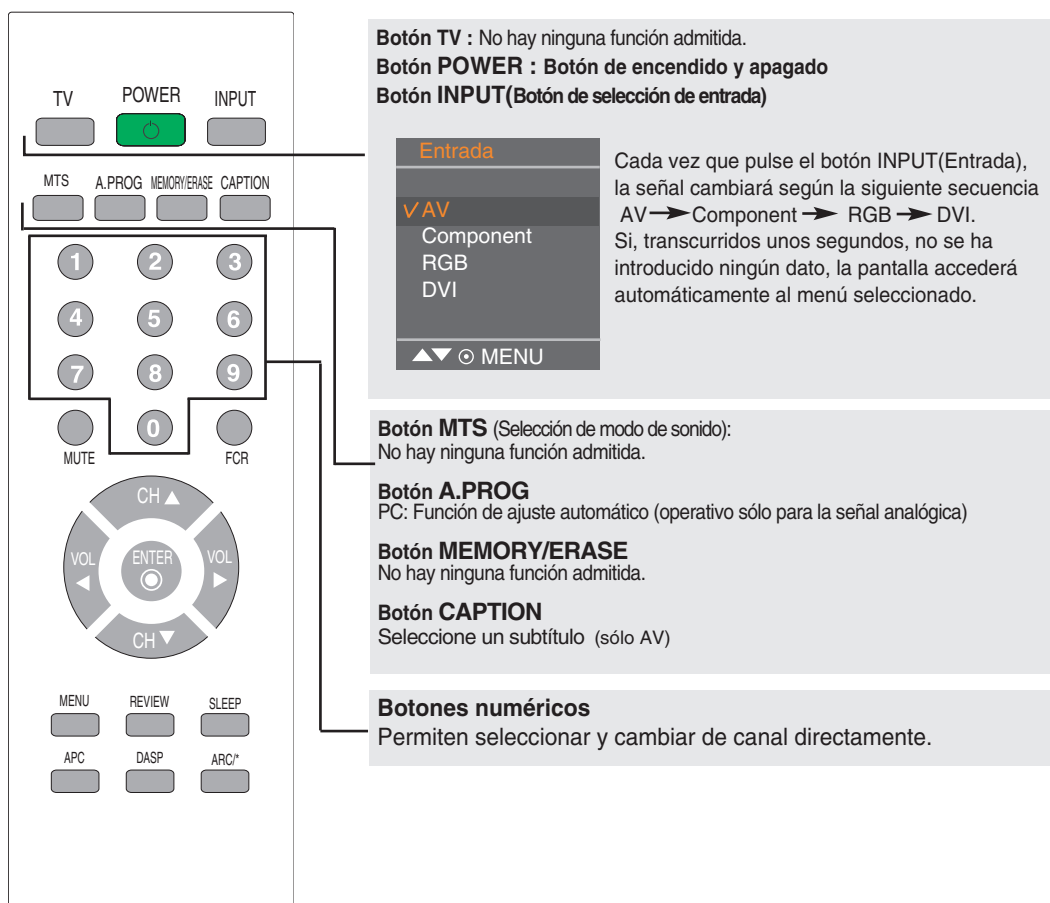 TV POWER INPUT
MTS A.PROG MEMORY/ERASE CAPTION
1 2 3
4 5 6
7 8 9
0
MUTE FCR
CH▲
VOL ◀ ENTER VOL ▶
CH▼
MENU REVIEW SLEEP
APC DASP ARC/*
Botón TV : No hay ninguna función admitida.
Botón POWER : Botón de encendido y apagado
Botón INPUT(Botón de selección de entrada)
Entrada
✓AV
Component
RGB
DVI
▲▼ ⊙ MENU
Cada vez que pulse el botón INPUT(Entrada),
la señal cambiará según la siguiente secuencia
AV➔Component ➔ RGB ➔ DVI.
Si, transcurridos unos segundos, no se ha
introducido ningún dato, la pantalla accederá
automáticamente al menú seleccionado.
Botón MTS (Selección de modo de sonido):
No hay ninguna función admitida.
Botón A.PROG
PC: Función de ajuste automático (operativo sólo para la señal analógica)
Botón MEMORY/ERASE
No hay ninguna función admitida.
Botón CAPTION
Seleccione un subtítulo (sólo AV)
Botones numéricos
Permiten seleccionar y cambiar de canal directamente.